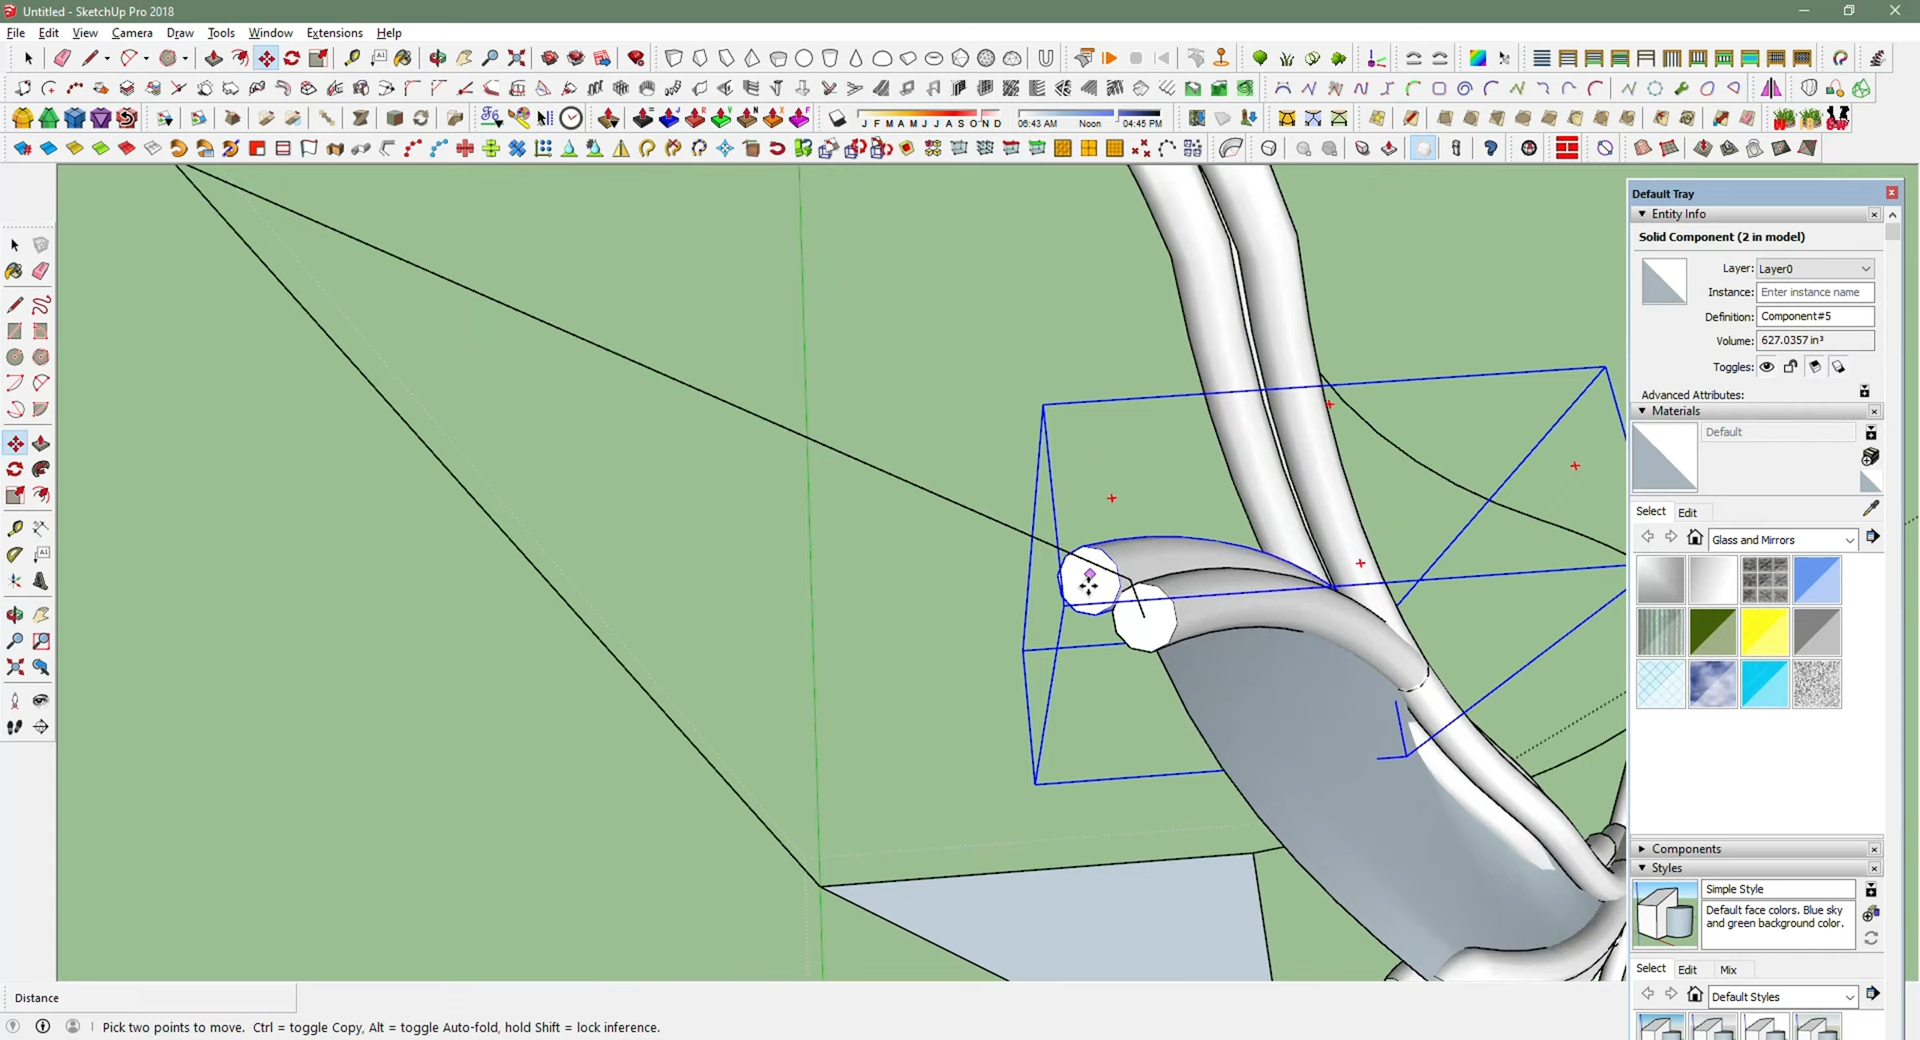 Untitled - SketchUp Pro 2018
File Edit View Camera Draw Tools Window Extensions Help
J F M A M J J A S O N D 06:43 AM Noon 04:45 PM
Default Tray
Entity Info
Solid Component (2 in model)
Layer: Layer0
Instance: Enter instance name
Definition: Component#5
Volume: 627.0357 in³
Toggles:
Advanced Attributes:
Materials
Default
Select Edit
Glass and Mirrors
Components
Styles
Simple Style
Default face colors. Blue sky
and green background color.
Select Edit Mix
Default Styles
Distance
Pick two points to move. Ctrl = toggle Copy, Alt = toggle Auto-fold, hold Shift = lock inference.